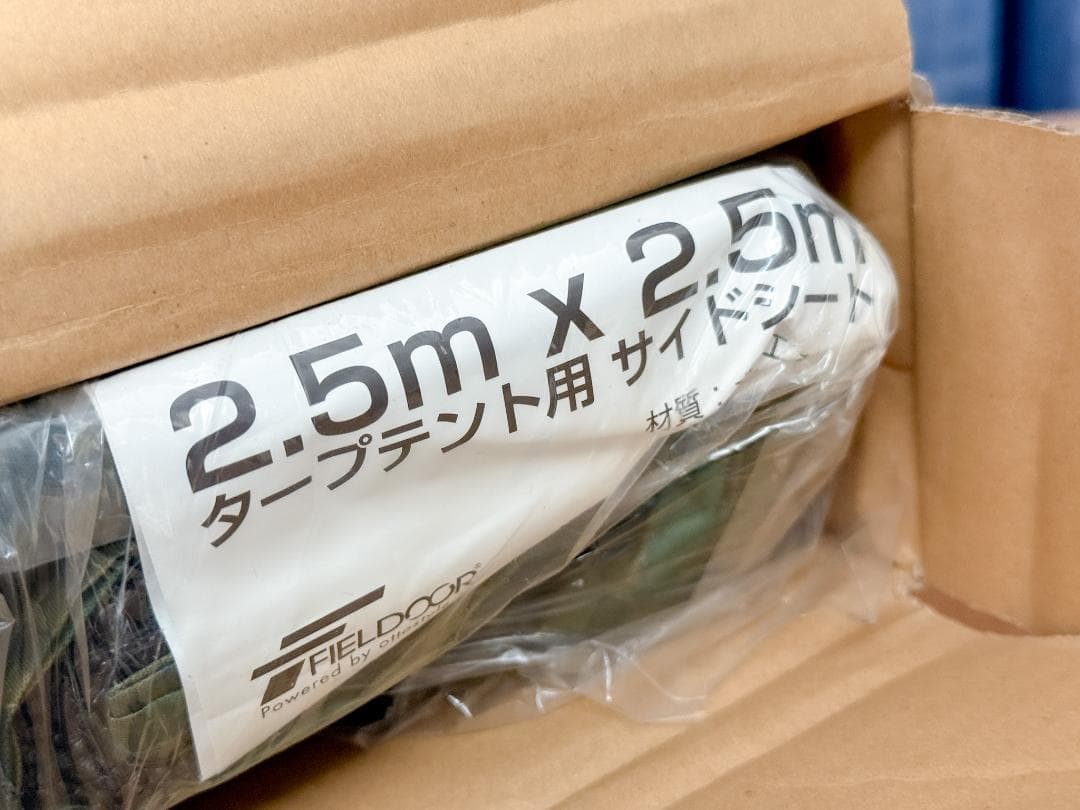 2.5m x 2.5m
タープテント用 サイドシート
材質：
FIELDOOR®
Powered by